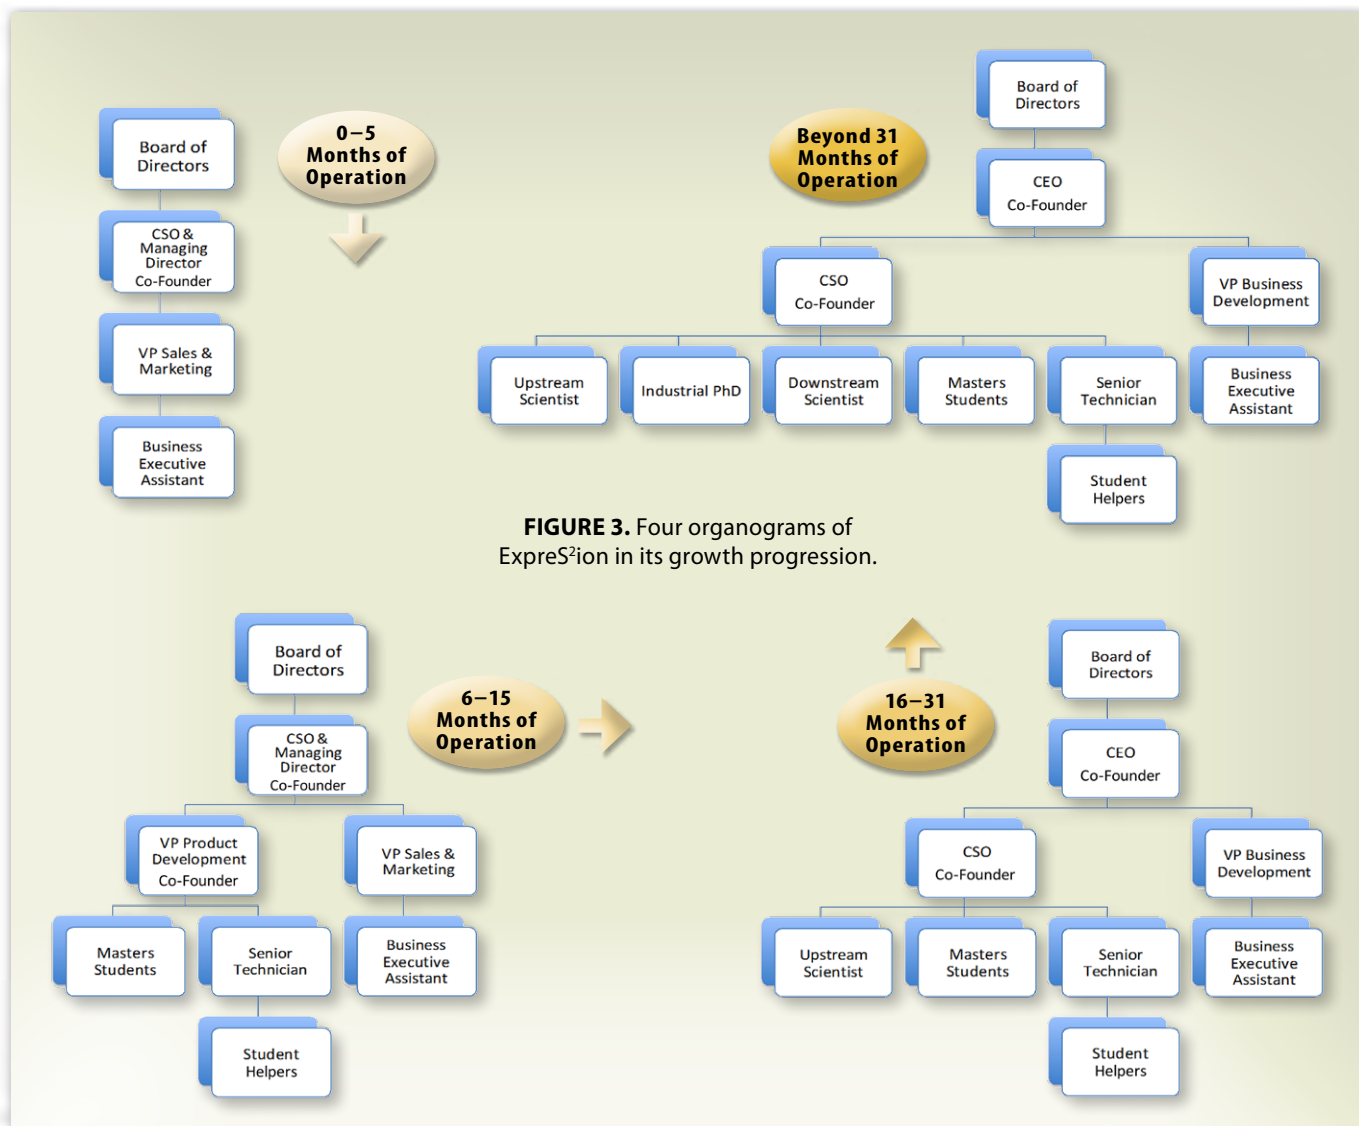 0–5
Months of
Operation
Board of
Directors
CSO &
Managing
Director
Co-Founder
VP Sales &
Marketing
Business
Executive
Assistant
Beyond 31
Months of
Operation
Board of
Directors
CEO
Co-Founder
CSO
Co-Founder
VP Business
Development
Upstream
Scientist
Industrial PhD
Downstream
Scientist
Masters
Students
Senior
Technician
Business
Executive
Assistant
Student
Helpers
FIGURE 3. Four organograms of
ExpreS²ion in its growth progression.
6–15
Months of
Operation
Board of
Directors
CSO &
Managing
Director
Co-Founder
VP Product
Development
Co-Founder
VP Sales &
Marketing
Masters
Students
Senior
Technician
Business
Executive
Assistant
Student
Helpers
16–31
Months of
Operation
Board of
Directors
CEO
Co-Founder
CSO
Co-Founder
VP Business
Development
Upstream
Scientist
Masters
Students
Senior
Technician
Business
Executive
Assistant
Student
Helpers